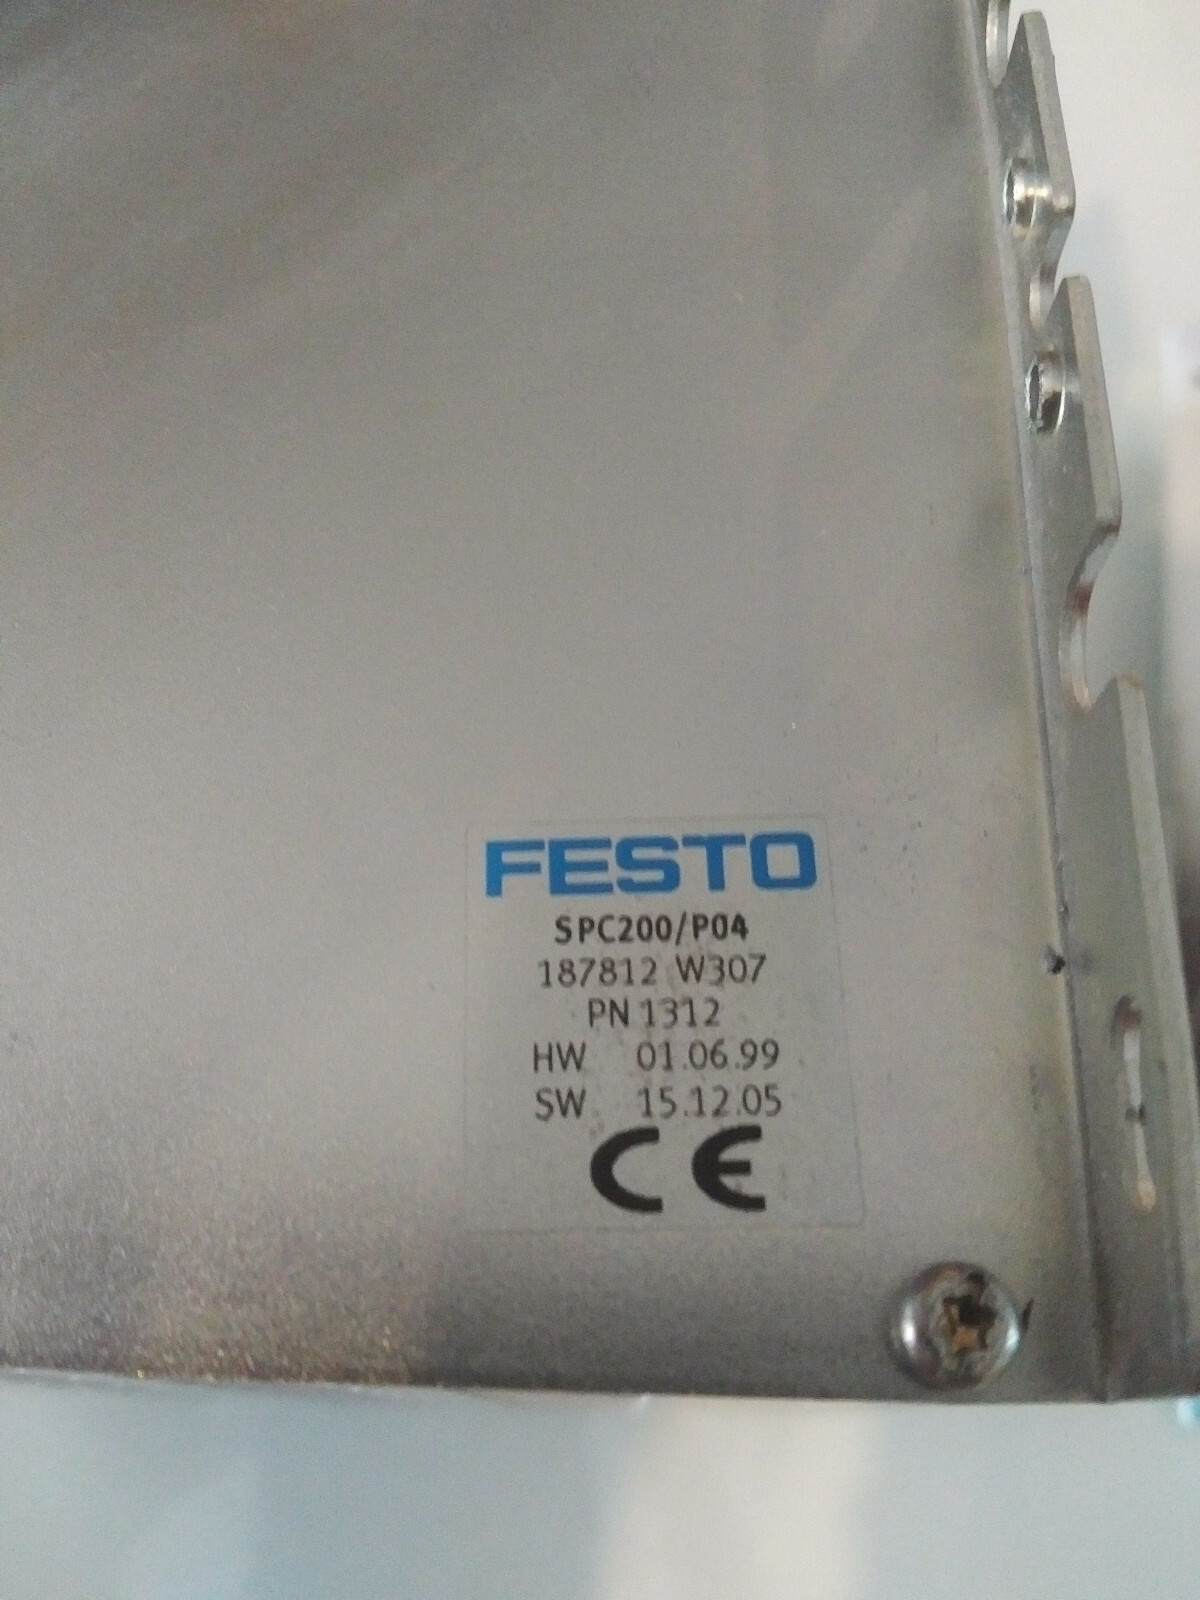 FESTO
SPC200/P04
187812 W307
PN 1312
HW 01.06.99
SW 15.12.05
CE